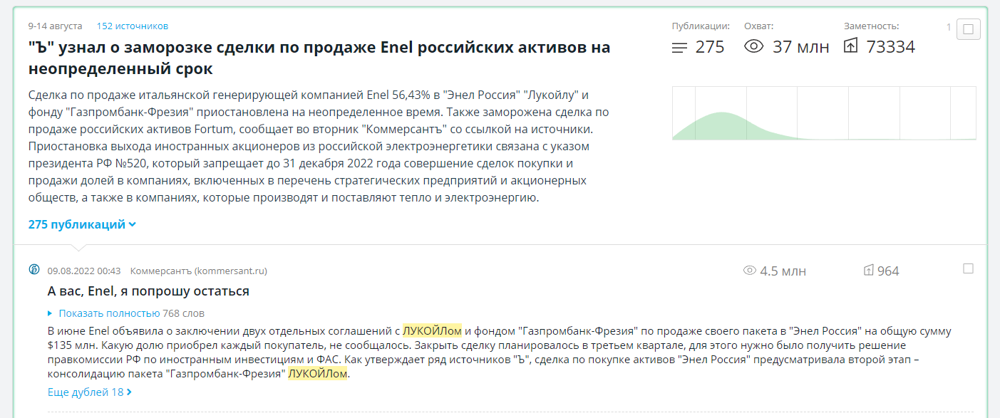 9-14 августа 152 источников
Публикации: Охват: Заметность: 1
"Ъ" узнал о заморозке сделки по продаже Enel российских активов на
неопределенный срок
275 37 млн 73334
Сделка по продаже итальянской генерирующей компанией Enel 56,43% в "Энел Россия" "Лукойлу" и
фонду "Газпромбанк-Фрезия" приостановлена на неопределенное время. Также заморожена сделка по
продаже российских активов Fortum, сообщает во вторник "Коммерсантъ" со ссылкой на источники.
Приостановка выхода иностранных акционеров из российской электроэнергетики связана с указом
президента РФ №520, который запрещает до 31 декабря 2022 года совершение сделок покупки и
продажи долей в компаниях, включенных в перечень стратегических предприятий и акционерных
обществ, а также в компаниях, которые производят и поставляют тепло и электроэнергию.
275 публикаций
09.08.2022 00:43 Коммерсантъ (kommersant.ru) 4.5 млн 964
А вас, Enel, я попрошу остаться
Показать полностью 768 слов
В июне Enel объявила о заключении двух отдельных соглашений с ЛУКОЙЛом и фондом "Газпромбанк-Фрезия" по продаже своего пакета в "Энел Россия" на общую сумму
$135 млн. Какую долю приобрел каждый покупатель, не сообщалось. Закрыть сделку планировалось в третьем квартале, для этого нужно было получить решение
правкомиссии РФ по иностранным инвестициям и ФАС. Как утверждает ряд источников "Ъ", сделка по покупке активов "Энел Россия" предусматривала второй этап –
консолидацию пакета "Газпромбанк-Фрезия" ЛУКОЙЛом.
Еще дублей 18